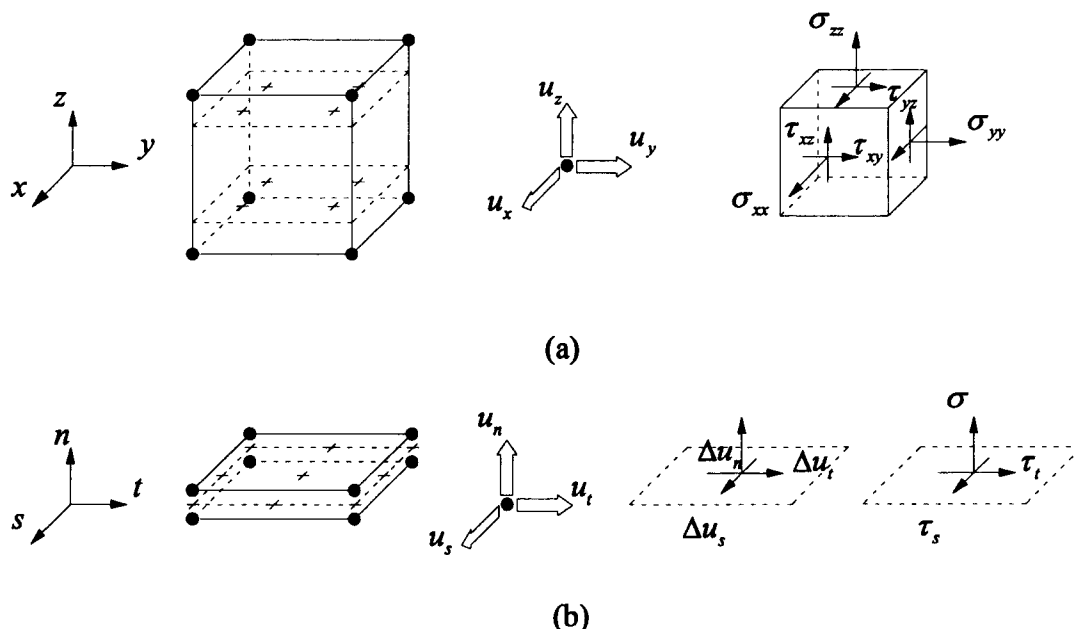 z
y
x
u_z
u_y
u_x
σ_zz
τ_yz
σ_yy
τ_xz
τ_xy
σ_xx
(a)
n
t
s
u_n
u_t
u_s
Δu_n
Δu_t
Δu_s
σ
τ_t
τ_s
(b)